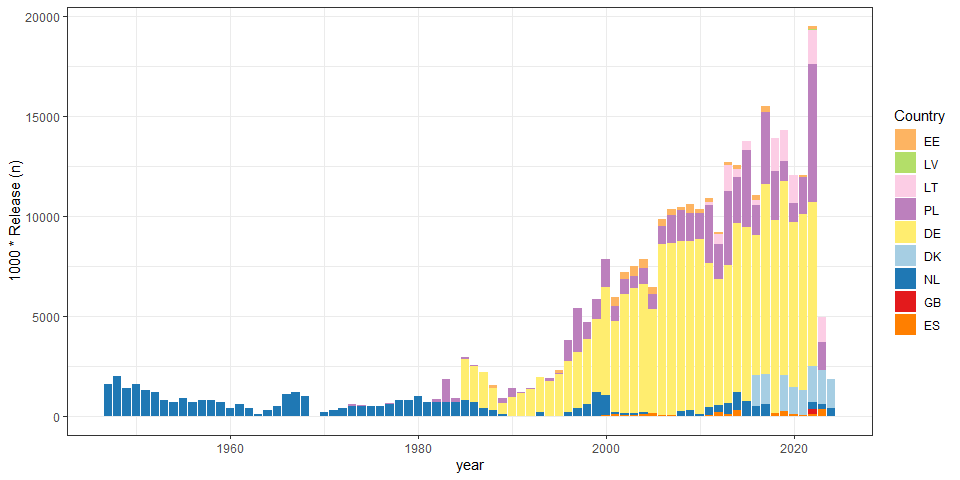 20000
15000
10000
5000
0
1000 * Release (n)
1960
1980
2000
2020
year
Country
EE
LV
LT
PL
DE
DK
NL
GB
ES